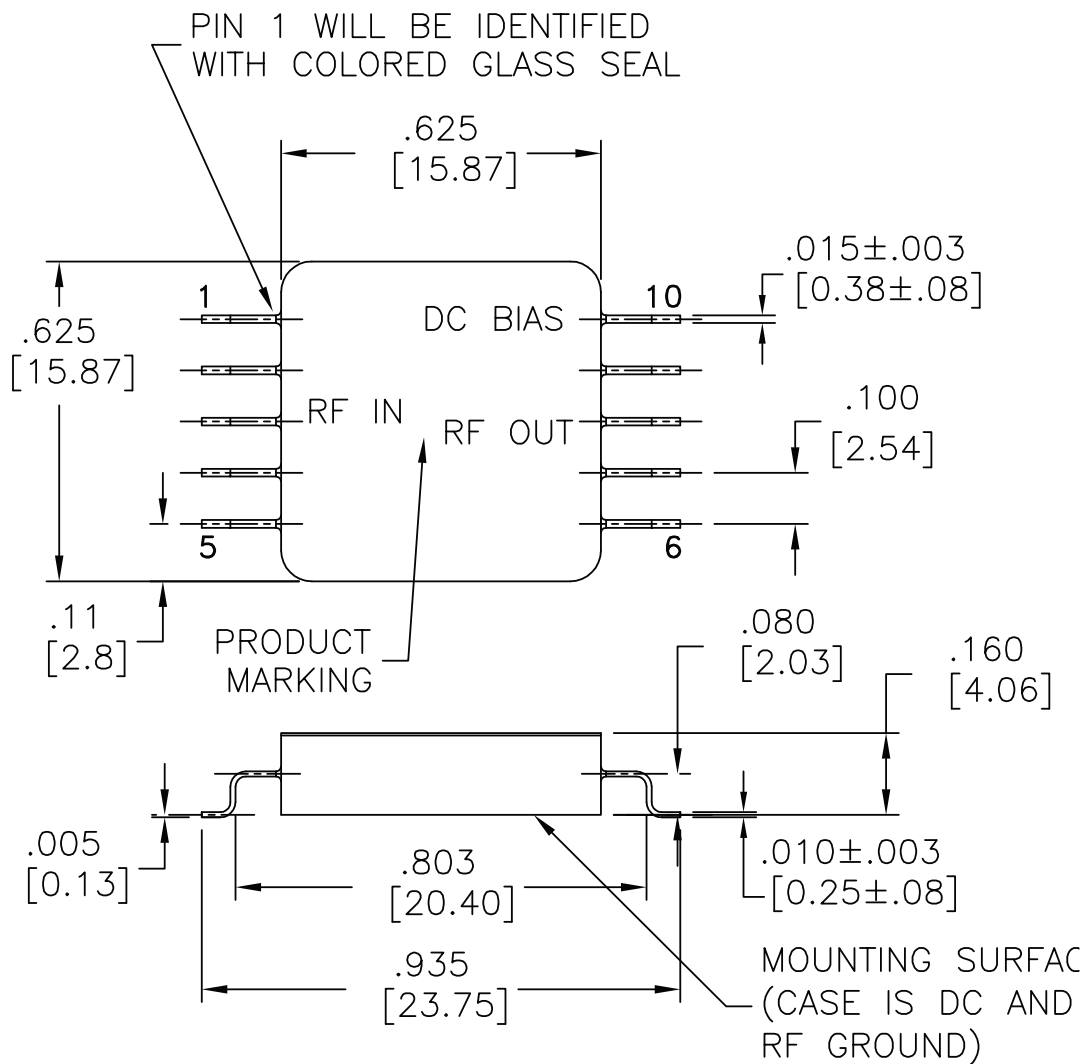 PIN 1 WILL BE IDENTIFIED
WITH COLORED GLASS SEAL
.625
[15.87]
.015±.003
[0.38±.08]
1
10
DC BIAS
.625
[15.87]
RF IN
RF OUT
.100
[2.54]
5
6
.11
[2.8]
PRODUCT
MARKING
.080
[2.03]
.160
[4.06]
.005
[0.13]
.803
[20.40]
.010±.003
[0.25±.08]
.935
[23.75]
MOUNTING SURFAC
(CASE IS DC AND
RF GROUND)